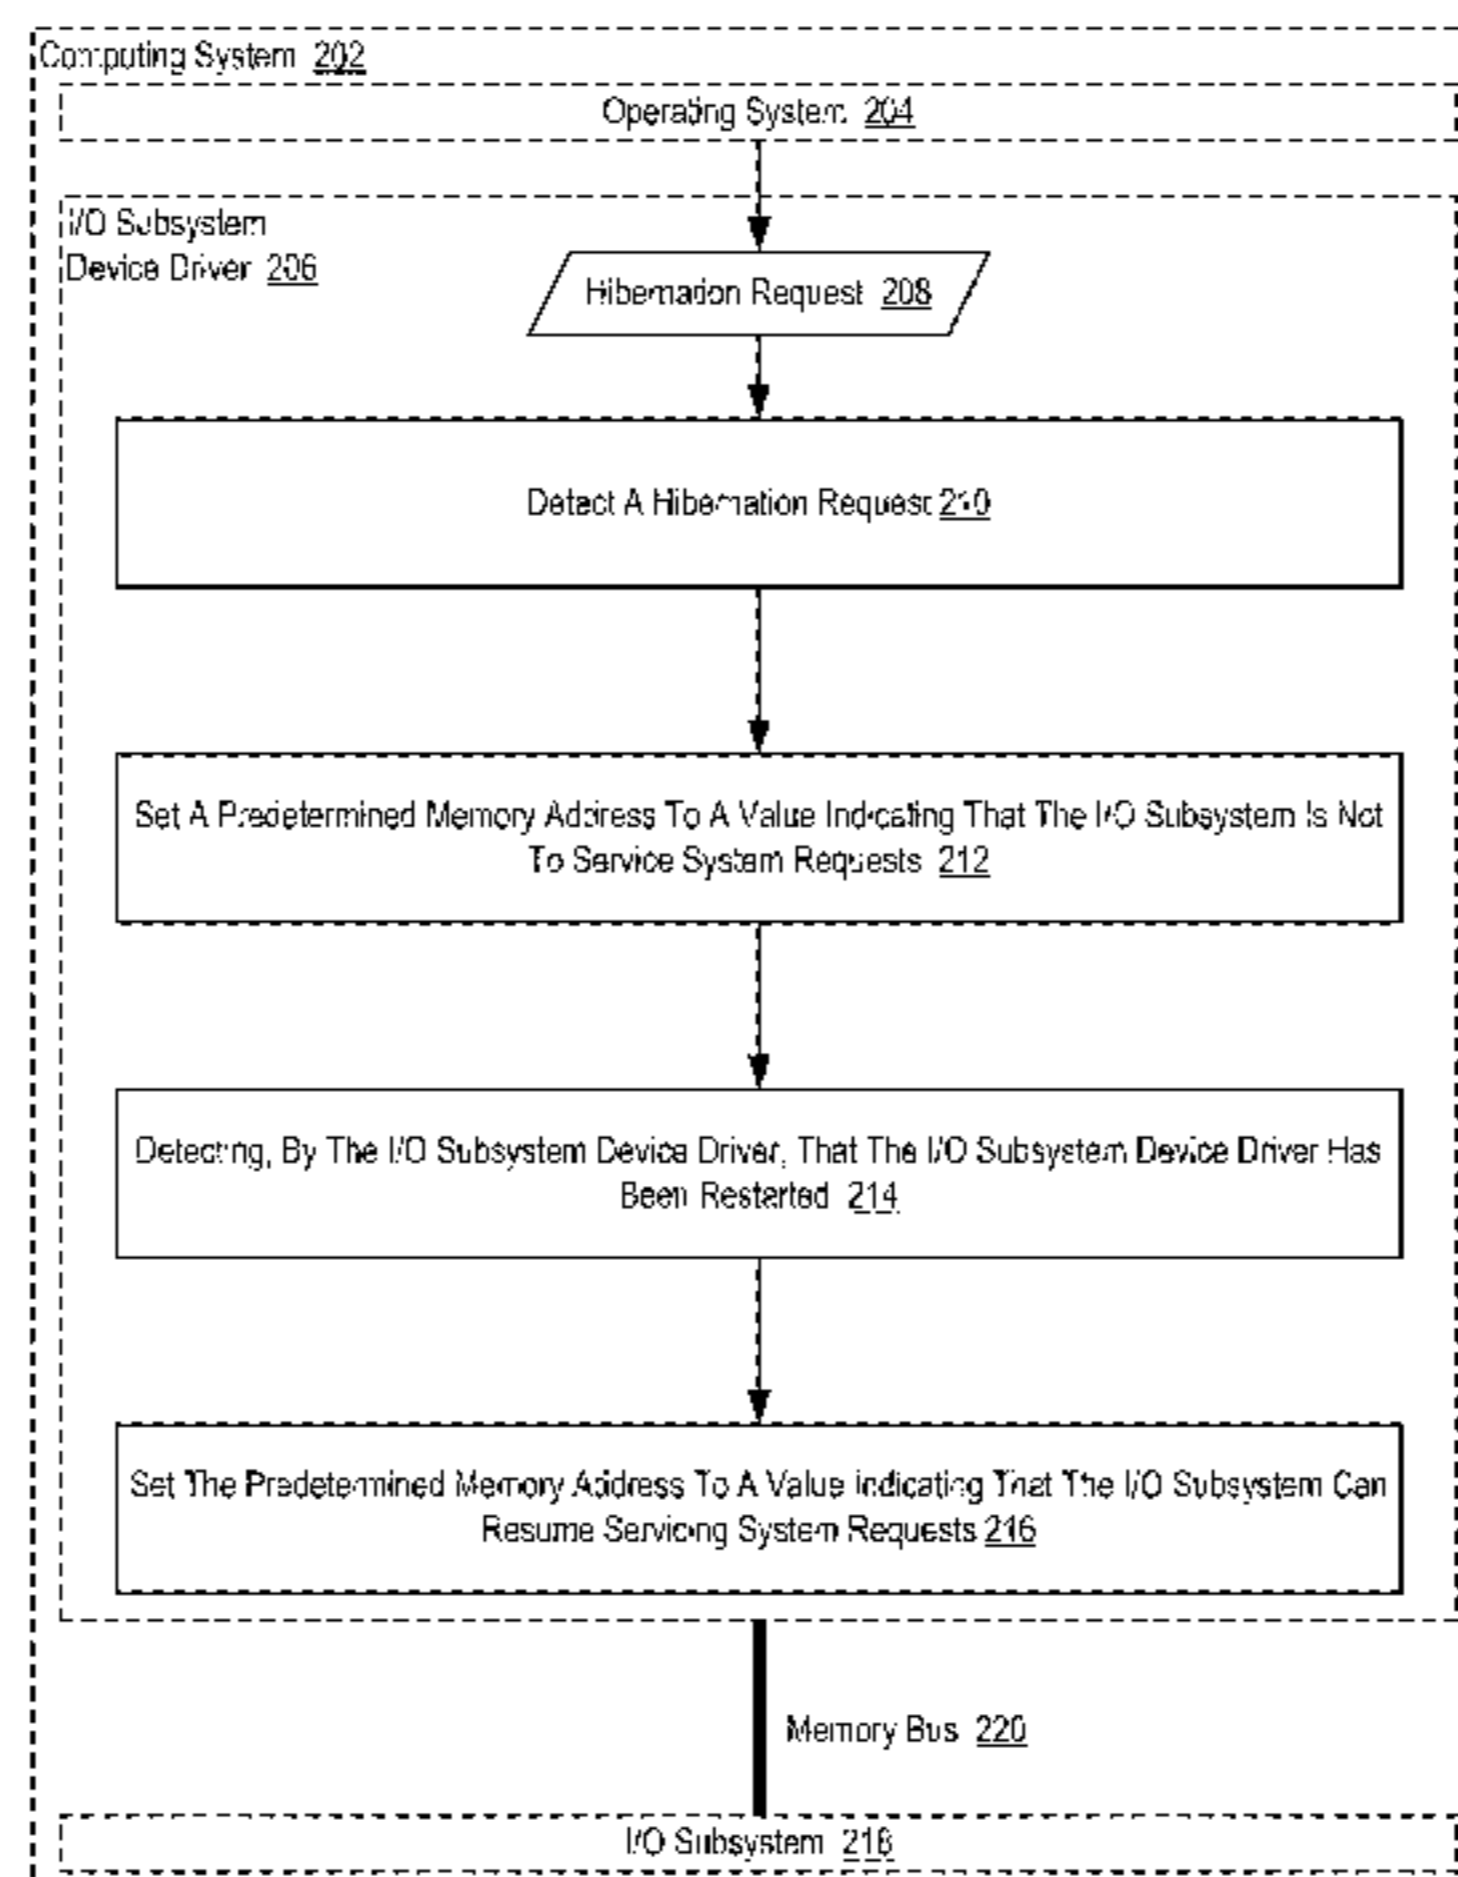 Computing System 202
Operating System 204
I/O Subsystem
Device Driver 206
Hibernation Request 208
Detect A Hibernation Request 210
Set A Predetermined Memory Address To A Value Indicating That The I/O Subsystem Is Not
To Service System Requests 212
Detecting, By The I/O Subsystem Device Driver, That The I/O Subsystem Device Driver Has
Been Restarted 214
Set The Predetermined Memory Address To A Value Indicating That The I/O Subsystem Can
Resume Servicing System Requests 216
Memory Bus 220
I/O Subsystem 218